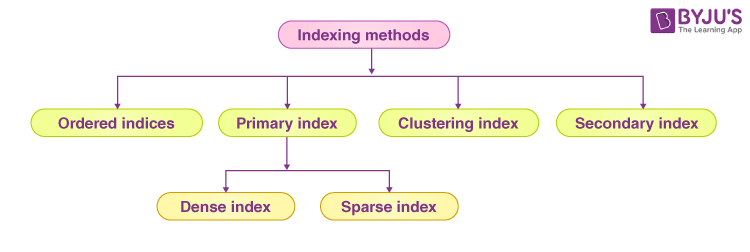 BYJU'S
The Learning App
Indexing methods
Ordered indices
Primary index
Clustering index
Secondary index
Dense index
Sparse index